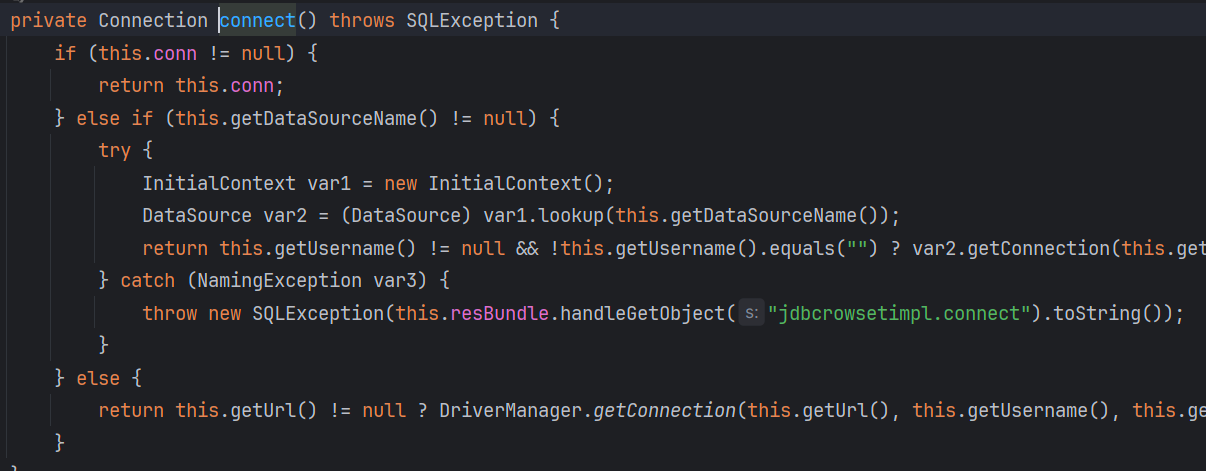 private Connection connect() throws SQLException {
if (this.conn != null) {
return this.conn;
} else if (this.getDataSourceName() != null) {
try {
InitialContext var1 = new InitialContext();
DataSource var2 = (DataSource) var1.lookup(this.getDataSourceName());
return this.getUsername() != null && !this.getUsername().equals("") ? var2.getConnection(this.get
} catch (NamingException var3) {
throw new SQLException(this.resBundle.handleGetObject( s: "jdbcrowsetimpl.connect").toString());
}
} else {
return this.getUrl() != null ? DriverManager.getConnection(this.getUrl(), this.getUsername(), this.ge
}
}